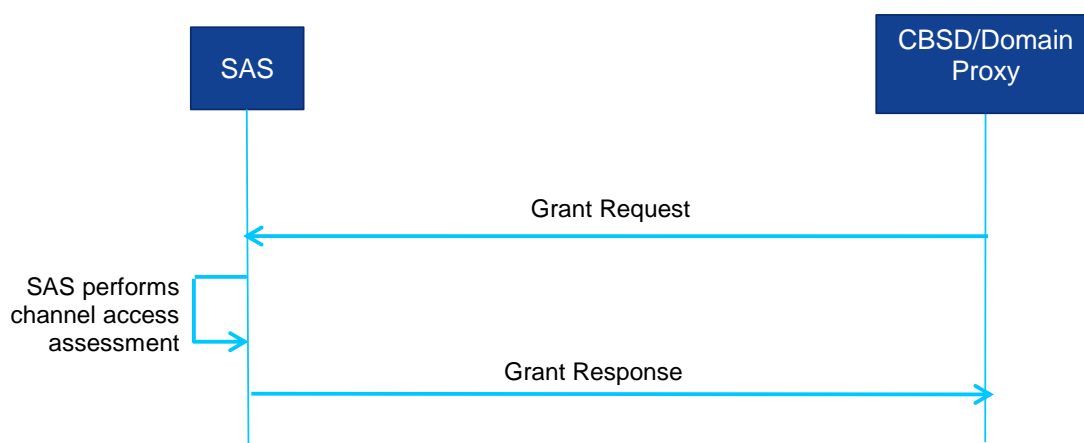 SAS
CBSD/Domain
Proxy
Grant Request
SAS performs
channel access
assessment
Grant Response